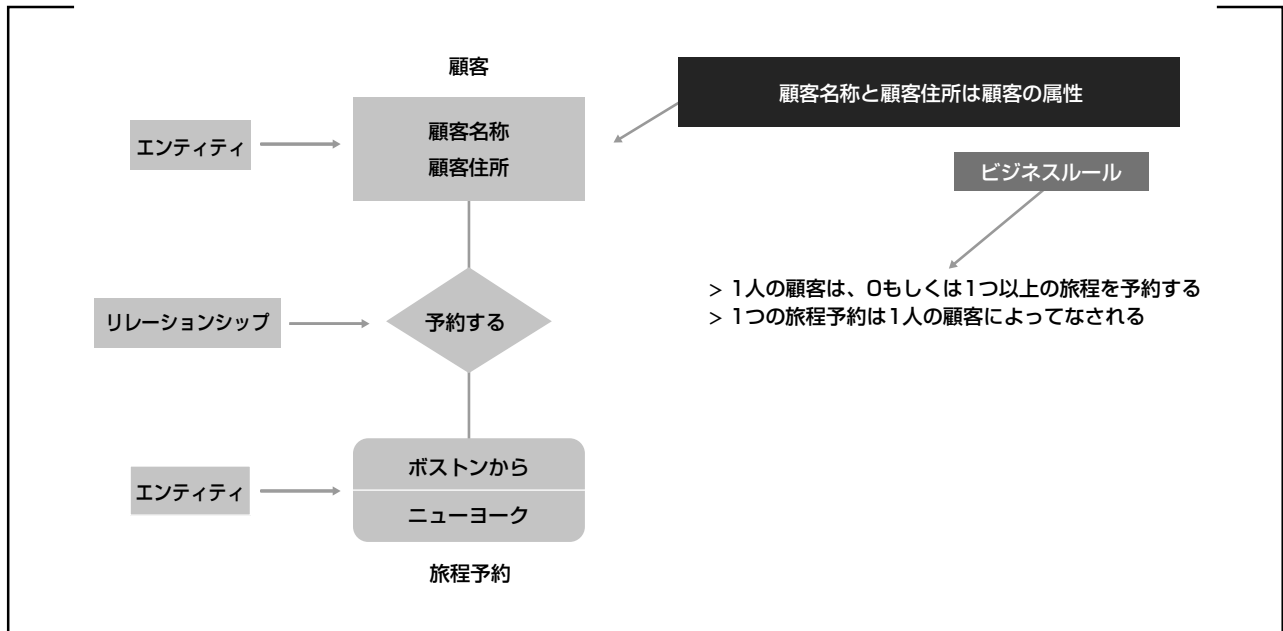 顧客
顧客名称と顧客住所は顧客の属性
エンティティ
顧客名称
顧客住所
ビジネスルール
> 1人の顧客は、0もしくは1つ以上の旅程を予約する
> 1つの旅程予約は1人の顧客によってなされる
リレーションシップ
予約する
エンティティ
ボストンから
ニューヨーク
旅程予約